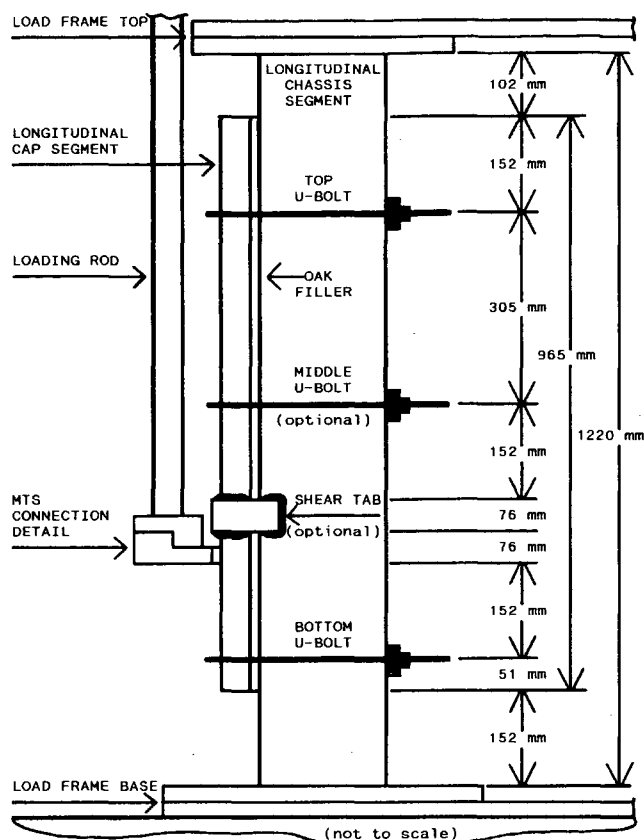 LOAD FRAME TOP
LONGITUDINAL
CHASSIS
SEGMENT
102 mm
LONGITUDINAL
CAP SEGMENT
152 mm
TOP
U-BOLT
LOADING ROD
OAK
FILLER
305 mm
965 mm
MIDDLE
U-BOLT
(optional)
1220 mm
152 mm
MTS
CONNECTION
DETAIL
SHEAR TAB
(optional)
76 mm
76 mm
152 mm
BOTTOM
U-BOLT
51 mm
152 mm
LOAD FRAME BASE
(not to scale)